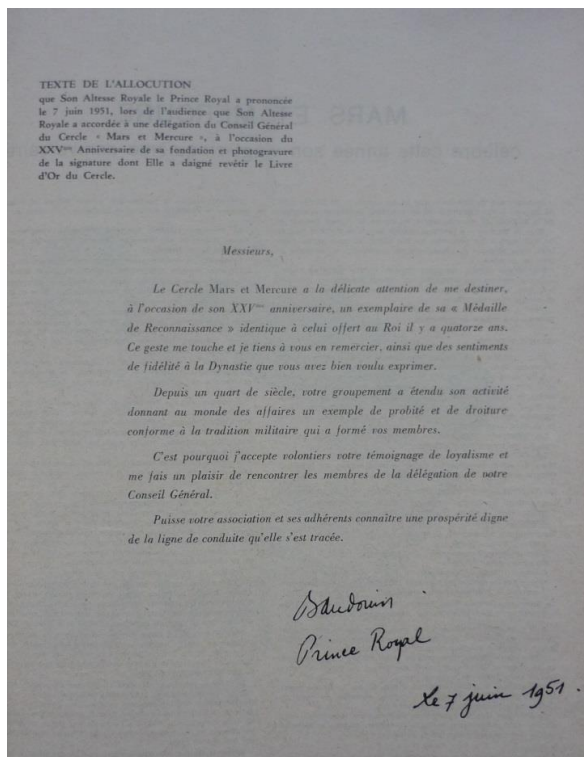 TEXTE DE L'ALLOCUTION
que Son Altesse Royale le Prince Royal a prononcée
le 7 juin 1951, lors de l'audience que Son Altesse
Royale a accordée à une délégation du Conseil Général
du Cercle « Mars et Mercure », à l'occasion du
XXVme Anniversaire de sa fondation et photogravure
de la signature dont Elle a daigné revêtir le Livre
d'Or du Cercle.
Messieurs,
Le Cercle Mars et Mercure a la délicate attention de me destiner,
à l'occasion de son XXVme anniversaire, un exemplaire de sa « Médaille
de Reconnaissance » identique à celui offert au Roi il y a quatorze ans.
Ce geste me touche et je tiens à vous en remercier, ainsi que des sentiments
de fidélité à la Dynastie que vous avez bien voulu exprimer.
Depuis un quart de siècle, votre groupement a étendu son activité
donnant au monde des affaires un exemple de probité et de droiture
conforme à la tradition militaire qui a formé vos membres.
C'est pourquoi j'accepte volontiers votre témoignage de loyalisme et
me fais un plaisir de rencontrer les membres de la délégation de votre
Conseil Général.
Puisse votre association et ses adhérents connaître une prospérité digne
de la ligne de conduite qu'elle s'est tracée.
Baudouin
Prince Royal
le 7 juin 1951.